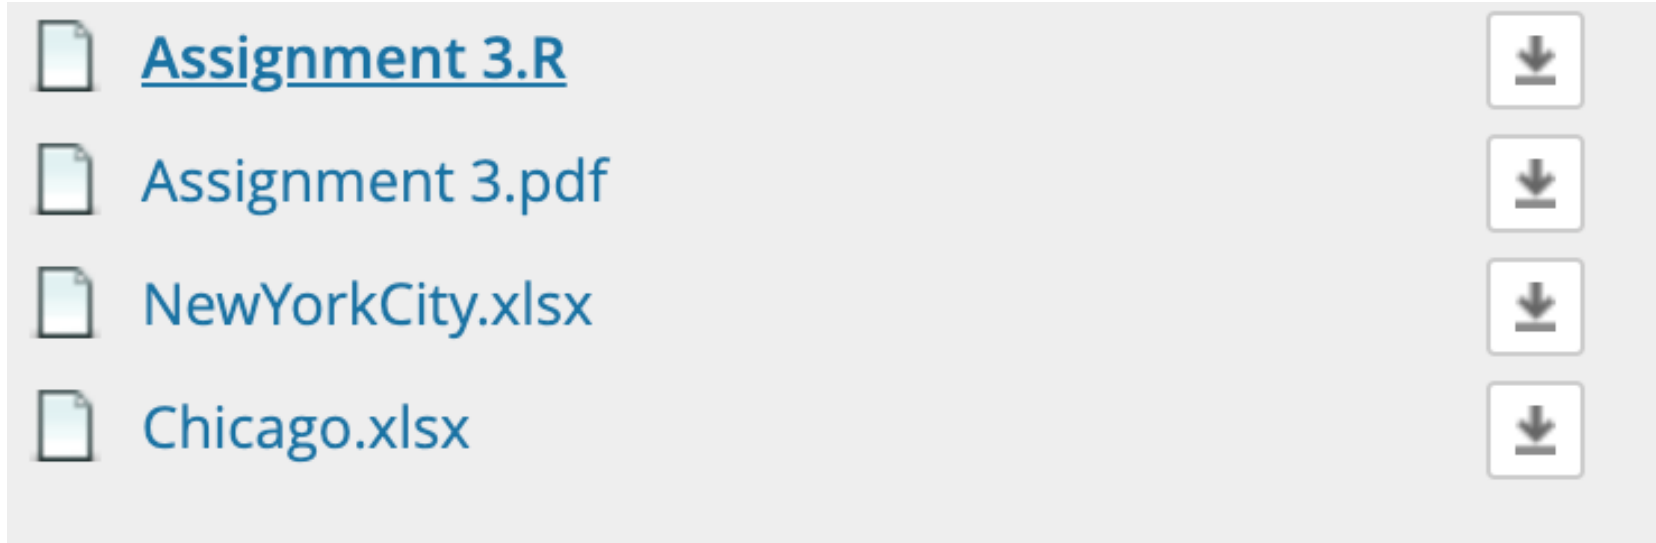 Assignment 3.R
Assignment 3.pdf
NewYorkCity.xlsx
Chicago.xlsx